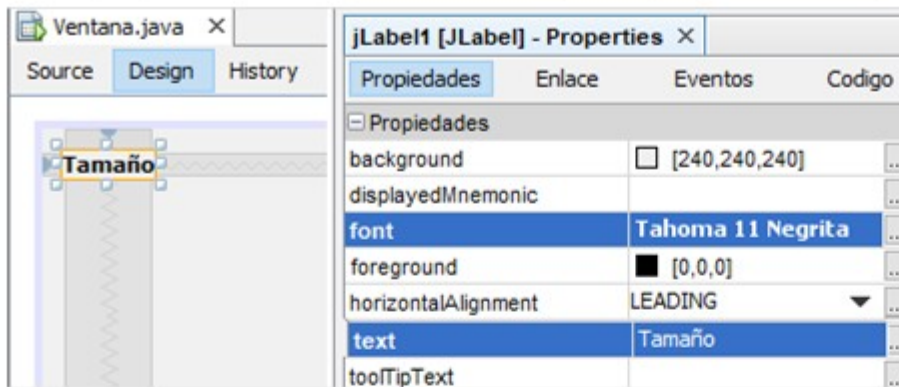 Ventana.java
Source Design History
Tamaño
jLabel1 [JLabel] - Properties
Propiedades Enlace Eventos Codigo
Propiedades
background [240,240,240]
displayedMnemonic
font Tahoma 11 Negrita
foreground [0,0,0]
horizontalAlignment LEADING
text Tamaño
toolTipText